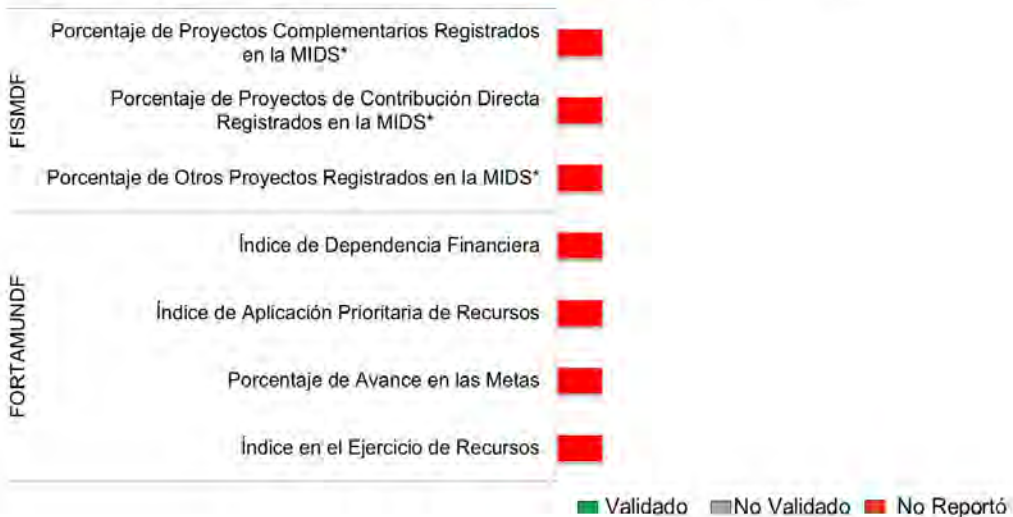 FISMDF
Porcentaje de Proyectos Complementarios Registrados
en la MIDS*
Porcentaje de Proyectos de Contribución Directa
Registrados en la MIDS*
Porcentaje de Otros Proyectos Registrados en la MIDS*
FORTAMUNDF
Índice de Dependencia Financiera
Índice de Aplicación Prioritaria de Recursos
Porcentaje de Avance en las Metas
Índice en el Ejercicio de Recursos
Validado No Validado No Reportó